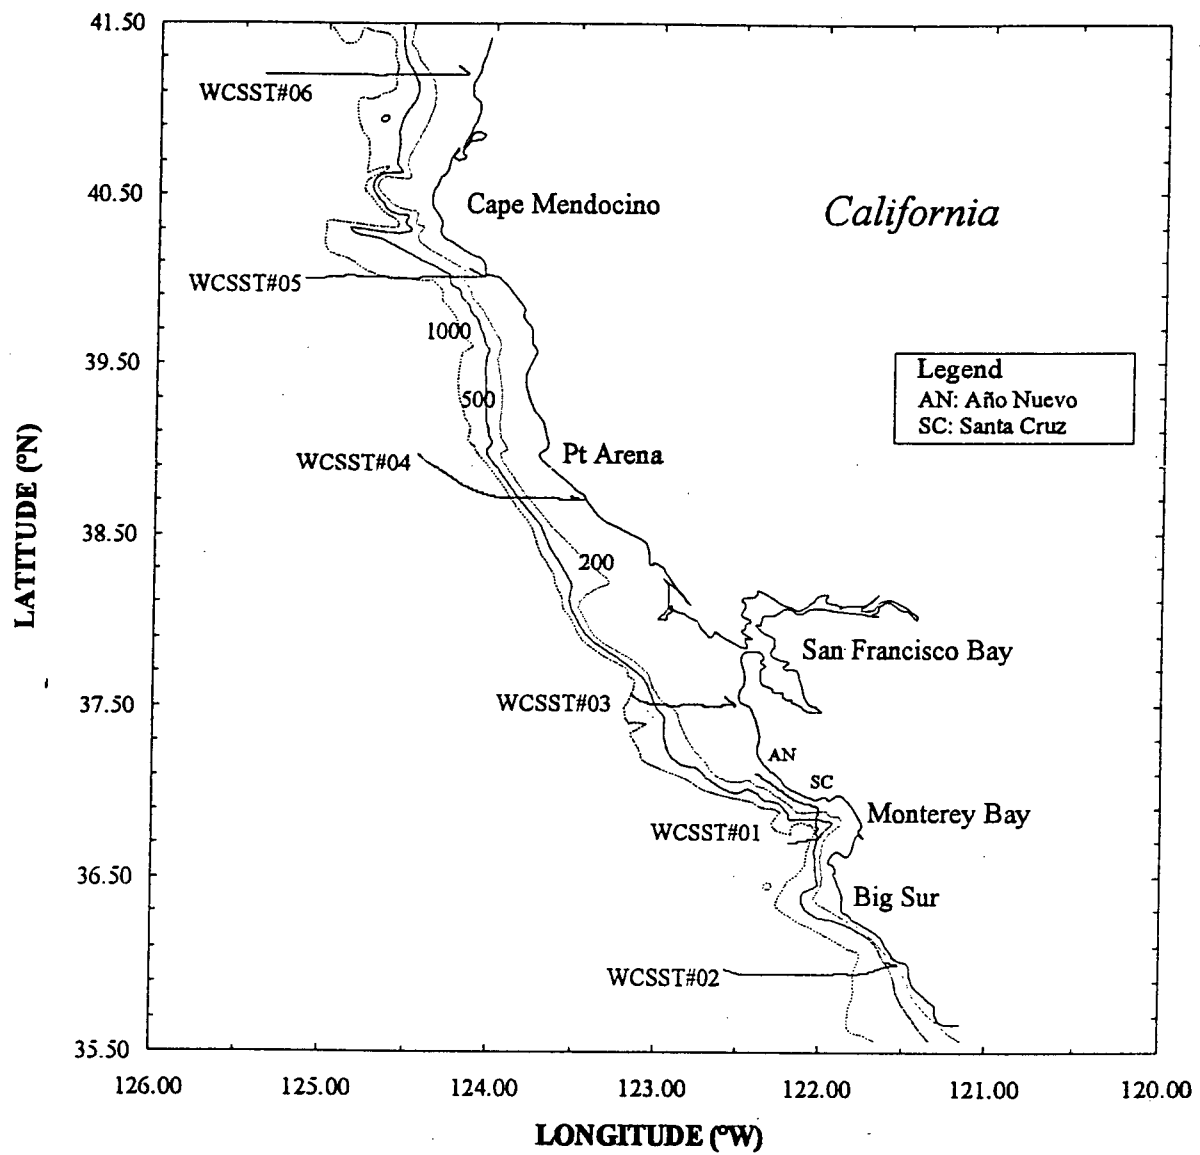 41.50
WCSST#06
40.50
Cape Mendocino
California
WCSST#05
1000
39.50
500
Legend
AN: Año Nuevo
SC: Santa Cruz
Pt Arena
WCSST#04
38.50
200
San Francisco Bay
37.50
WCSST#03
AN
SC
Monterey Bay
WCSST#01
36.50
Big Sur
WCSST#02
35.50
126.00 125.00 124.00 123.00 122.00 121.00 120.00
LATITUDE (°N)
LONGITUDE (°W)